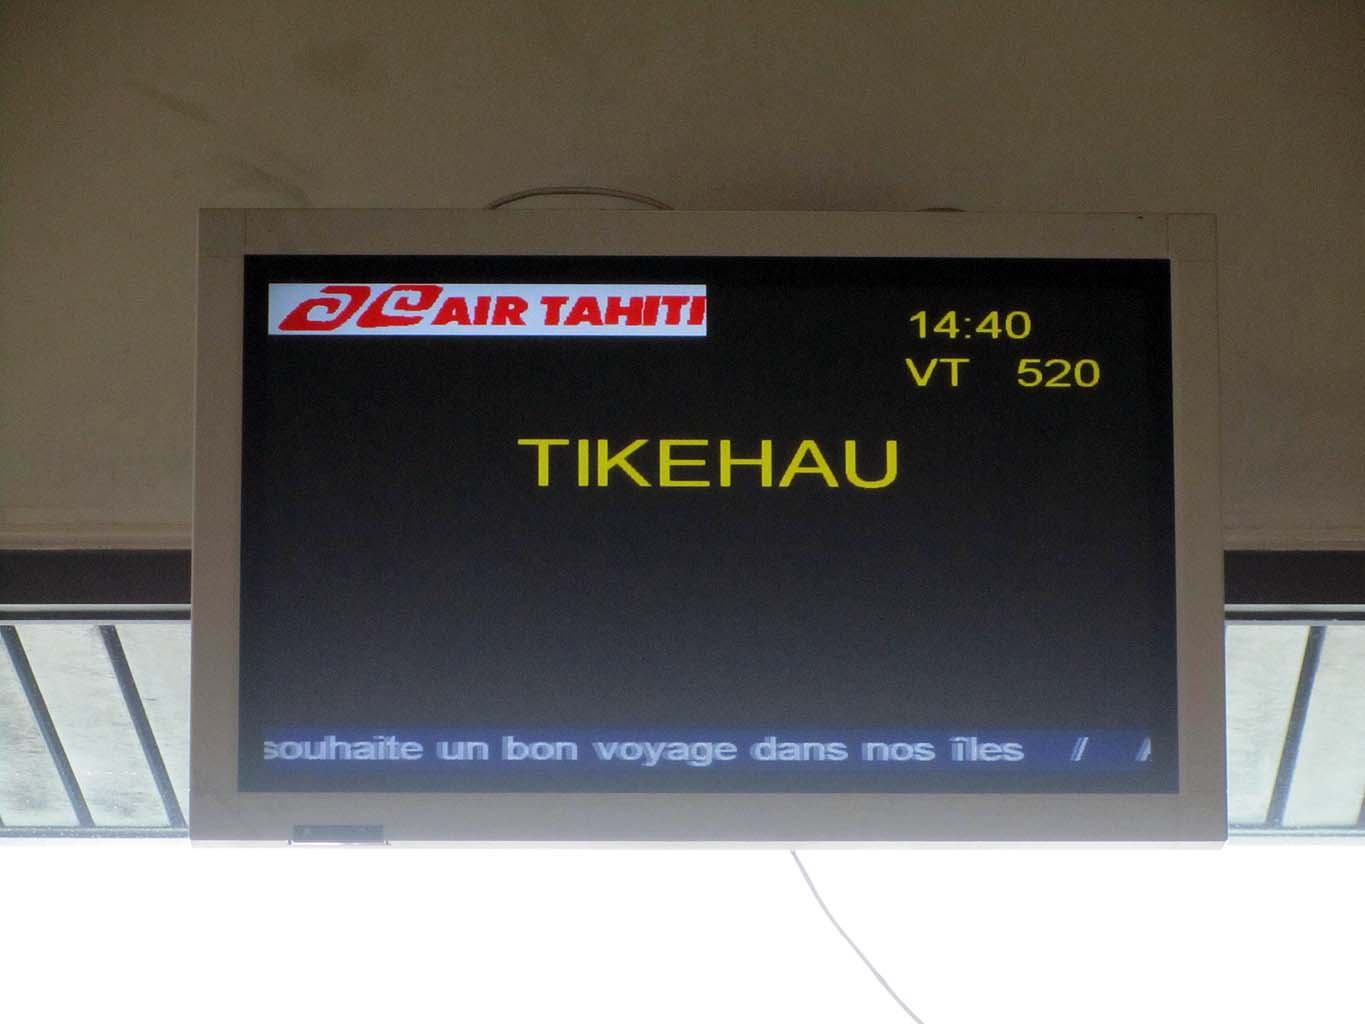 AIR TAHITI
14:40
VT 520
TIKEHAU
souhaite un bon voyage dans nos îles /